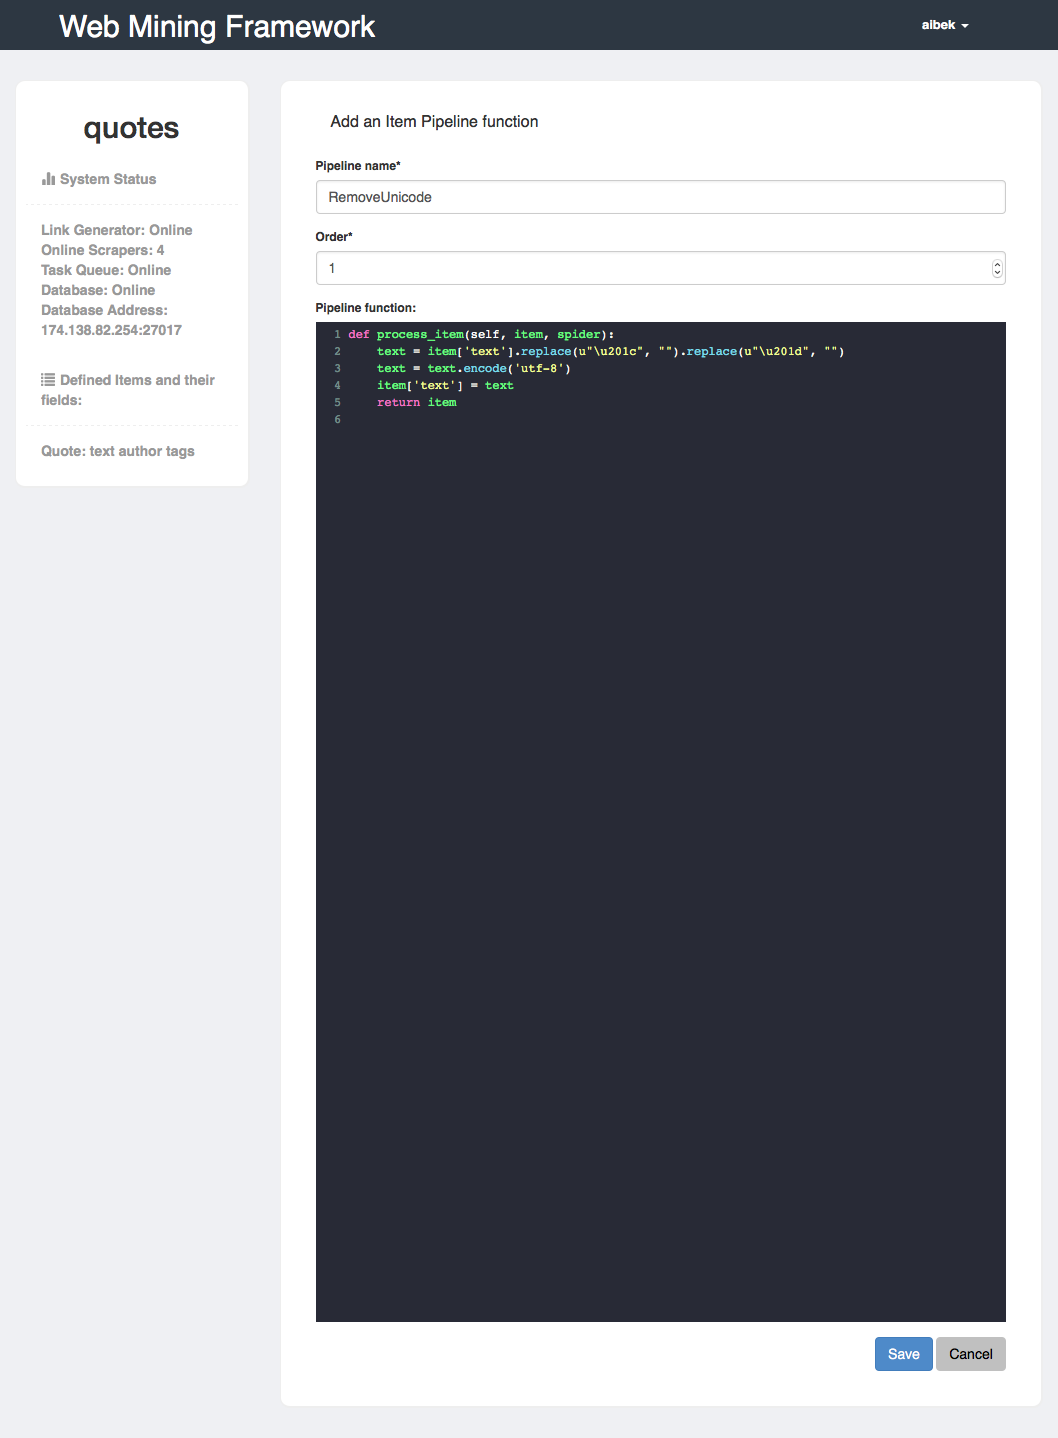 Web Mining Framework
albek
quotes
System Status
Link Generator: Online
Online Scrapers: 4
Task Queue: Online
Database: Online
Database Address:
174.138.82.254:27017
Defined Items and their
fields:
Quote: text author tags
Add an Item Pipeline function
Pipeline name*
RemoveUnicode
Order*
1
Pipeline function:
1 def process_item(self, item, spider):
2     text = item['text'].replace(u"\u201c", "").replace(u"\u201d", "")
3     text = text.encode('utf-8')
4     item['text'] = text
5     return item
6
Save Cancel